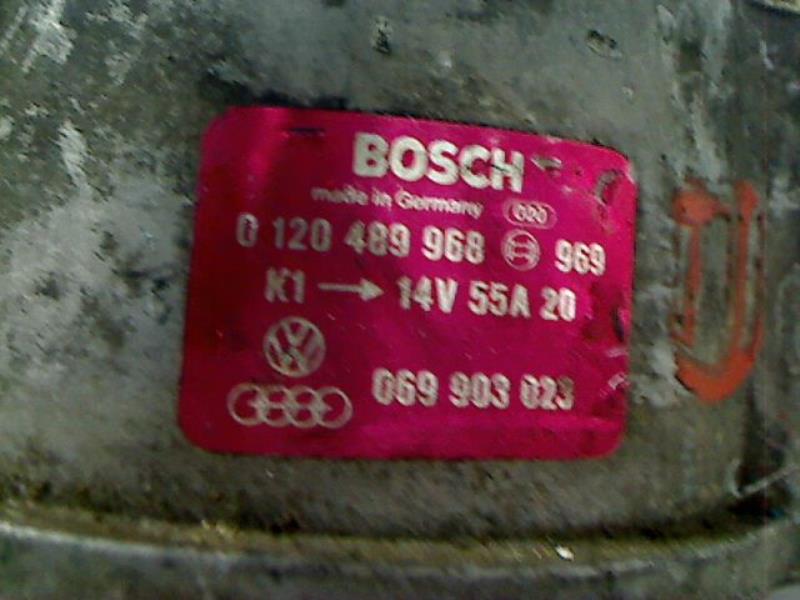 BOSCH
made in Germany
0 120 489 968 969
K1 → 14V 55A 20
069 903 023